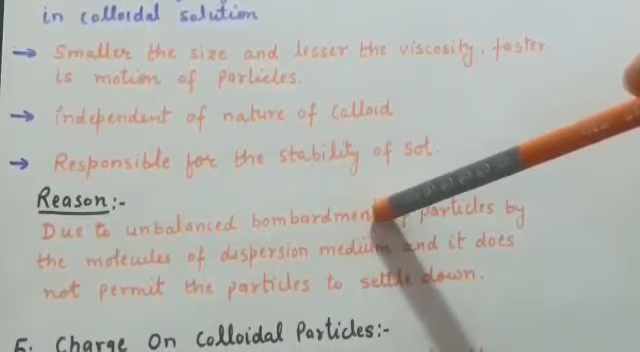 in colloidal solution
→ Smaller the size and lesser the viscosity, faster
is motion of particles.
→ Independent of nature of Calloid
→ Responsible for the stability of Sol.
Reason:-
Due to unbalanced bombardmen particles by
the molecules of dispersion medium and it does
not permit the particles to settle down.
5. Charge On Colloidal Particles:-